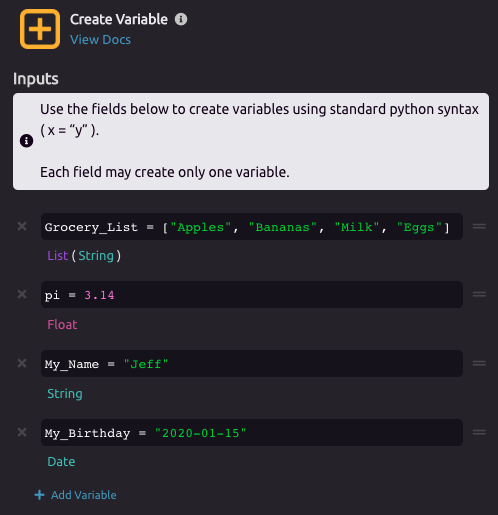 Create Variable
View Docs
Inputs
Use the fields below to create variables using standard python syntax
( x = “y” ).
Each field may create only one variable.
Grocery_List = ["Apples", "Bananas", "Milk", "Eggs"]
List ( String )
pi = 3.14
Float
My_Name = "Jeff"
String
My_Birthday = "2020-01-15"
Date
+ Add Variable